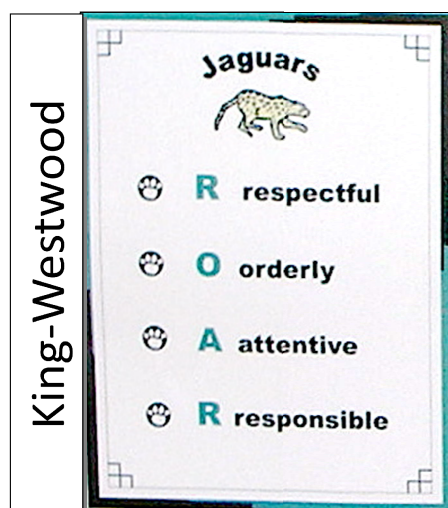 King-Westwood
Jaguars
R respectful
O orderly
A attentive
R responsible